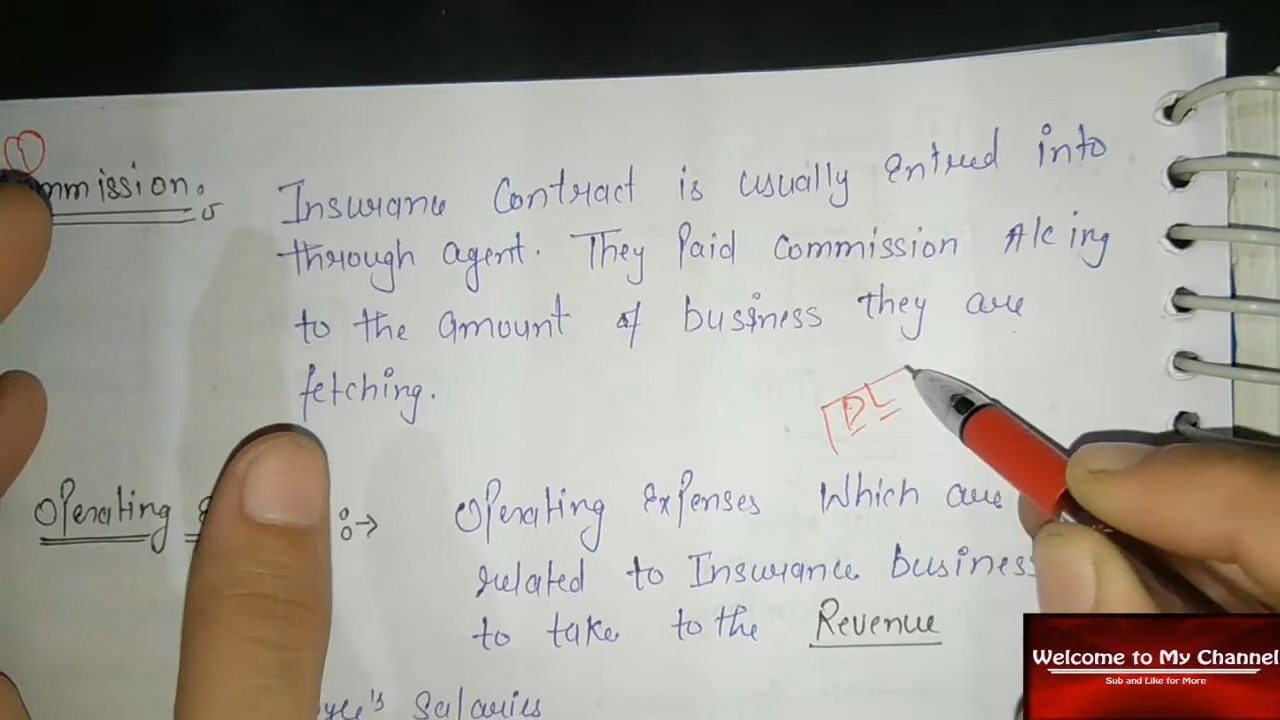 1
mmission.
Insurance Contract is usually entred into
through agent. They Paid commission A/c ing
to the amount of business they are
fetching.
PL
Operating
Operating Expenses Which are
related to Insurance business
to take to the Revenue
Salaries
Welcome to My Channel
Sub and Like for More